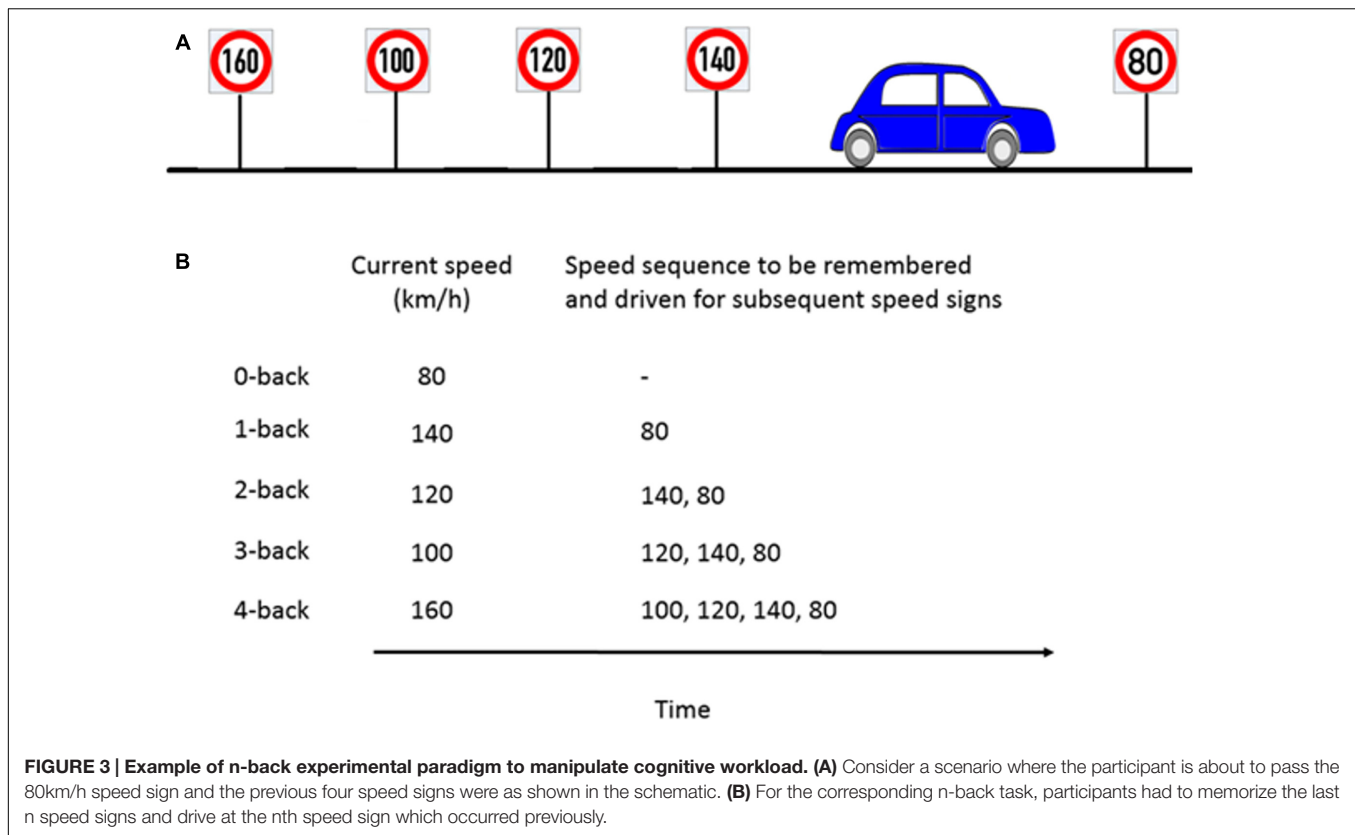 A
160 100 120 140 80
B
Current speed (km/h) Speed sequence to be remembered and driven for subsequent speed signs
0-back 80 -
1-back 140 80
2-back 120 140, 80
3-back 100 120, 140, 80
4-back 160 100, 120, 140, 80
Time
FIGURE 3 | Example of n-back experimental paradigm to manipulate cognitive workload. (A) Consider a scenario where the participant is about to pass the
80km/h speed sign and the previous four speed signs were as shown in the schematic. (B) For the corresponding n-back task, participants had to memorize the last
n speed signs and drive at the nth speed sign which occurred previously.